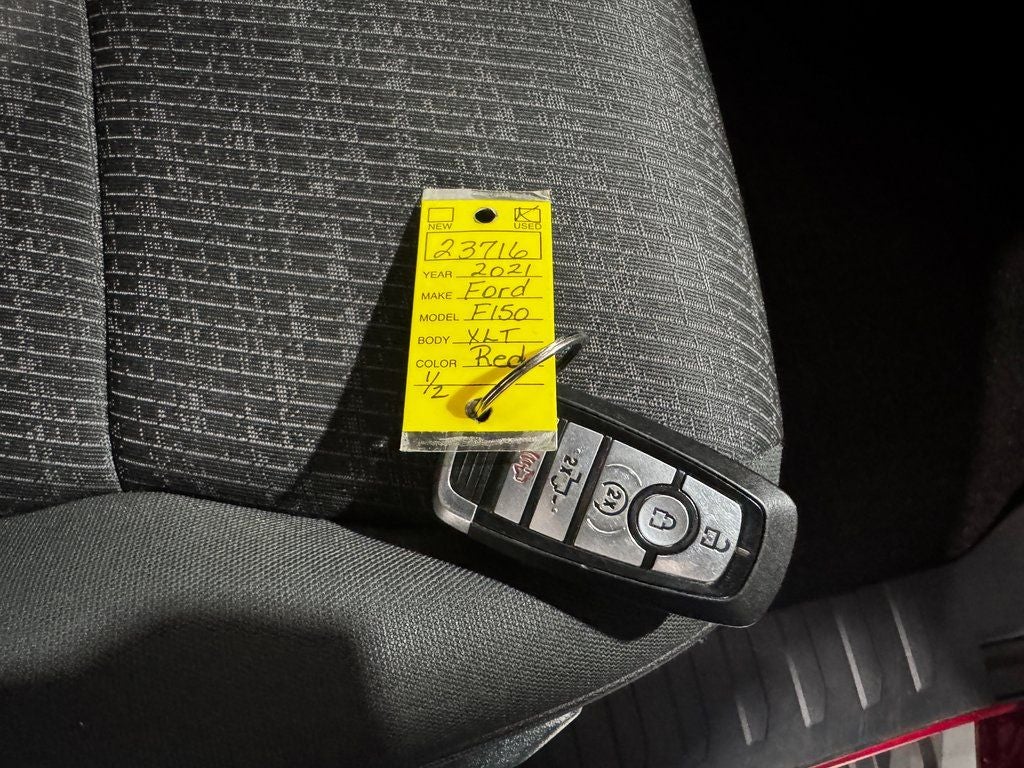 NEW USED
23716
YEAR 2021
MAKE Ford
MODEL F150
BODY XLT
COLOR Red
1/2
2x
2x